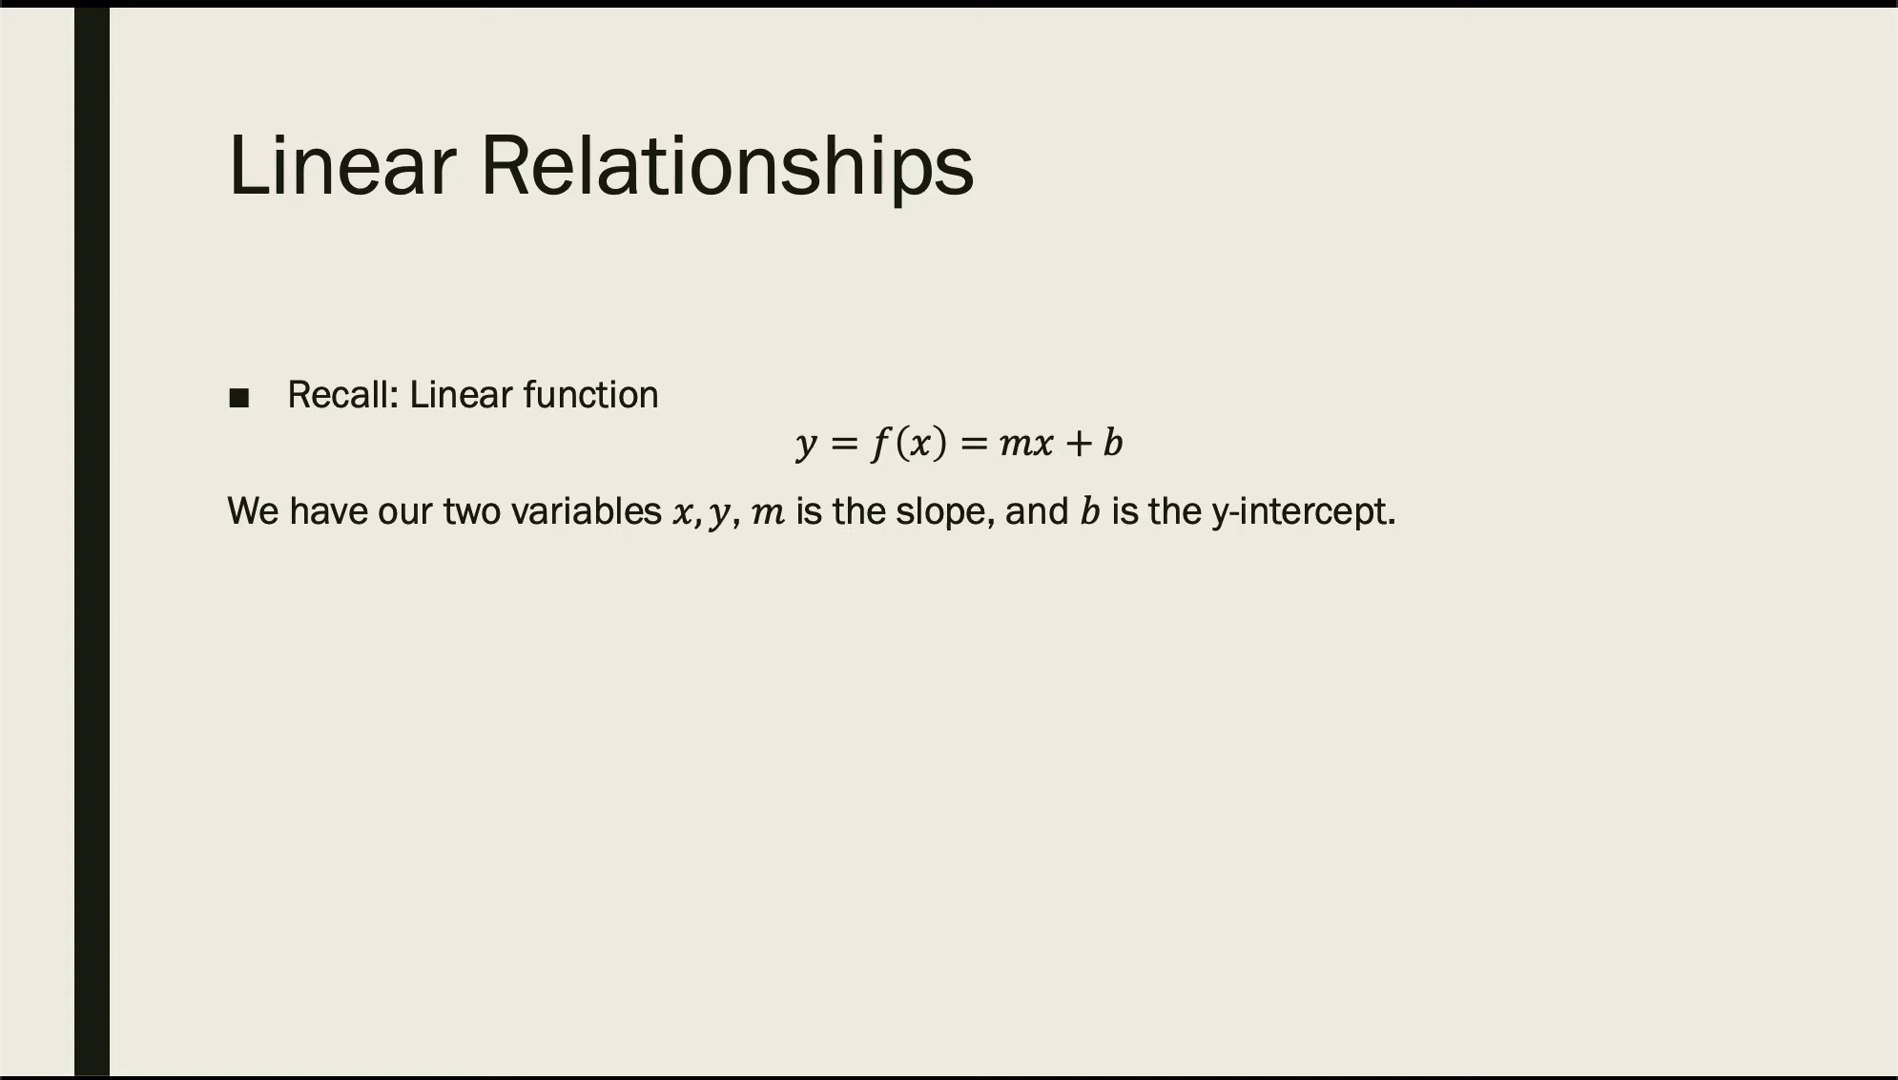 Linear Relationships
■ Recall: Linear function
y = f(x) = mx + b
We have our two variables x, y, m is the slope, and b is the y-intercept.